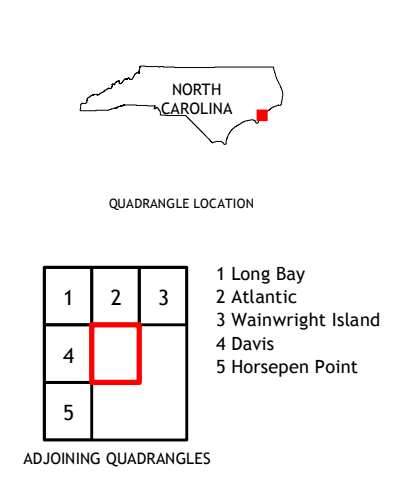 NORTH
CAROLINA
QUADRANGLE LOCATION
1 2 3
4
5
1 Long Bay
2 Atlantic
3 Wainwright Island
4 Davis
5 Horsepen Point
ADJOINING QUADRANGLES